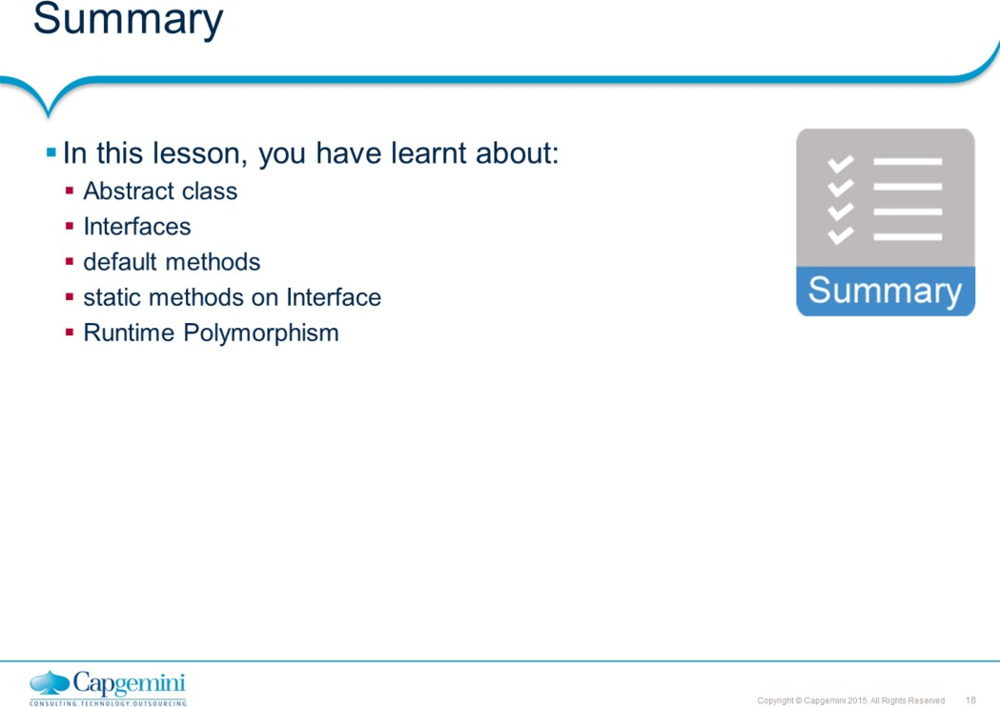 Summary
In this lesson, you have learnt about:
Abstract class
Interfaces
default methods
static methods on Interface
Runtime Polymorphism
Summary
Capgemini
CONSULTING.TECHNOLOGY.OUTSOURCING
Copyright © Capgemini 2015. All Rights Reserved 18